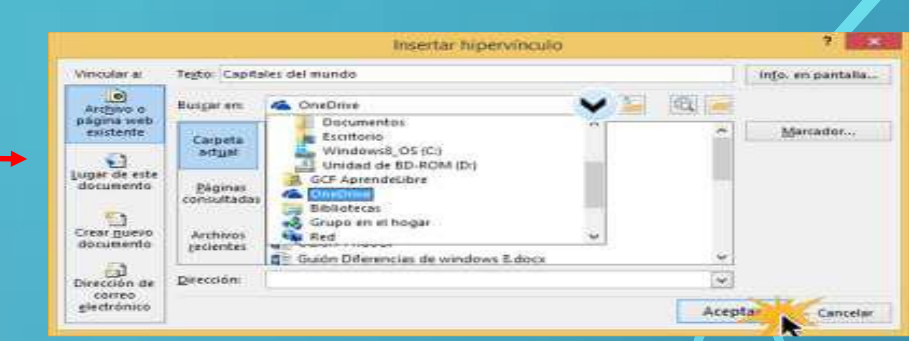 Insertar hipervínculo
?
Vincular a:
Texto: Capitales del mundo
Info. en pantalla...
Archivo o
página web
existente
Buscar en:
OneDrive
Documentos
Escritorio
Windows8_OS (C:)
Unidad de BD-ROM (D:)
GCF AprendeLibre
OneDrive
Bibliotecas
Grupo en el hogar
Red
Marcador...
Carpeta
actual
Páginas
consultadas
Archivos
recientes
Lugar de este
documento
Crear nuevo
documento
Guión Diferencias de windows 8.docx
Dirección de
correo
electrónico
Dirección:
Aceptar
Cancelar